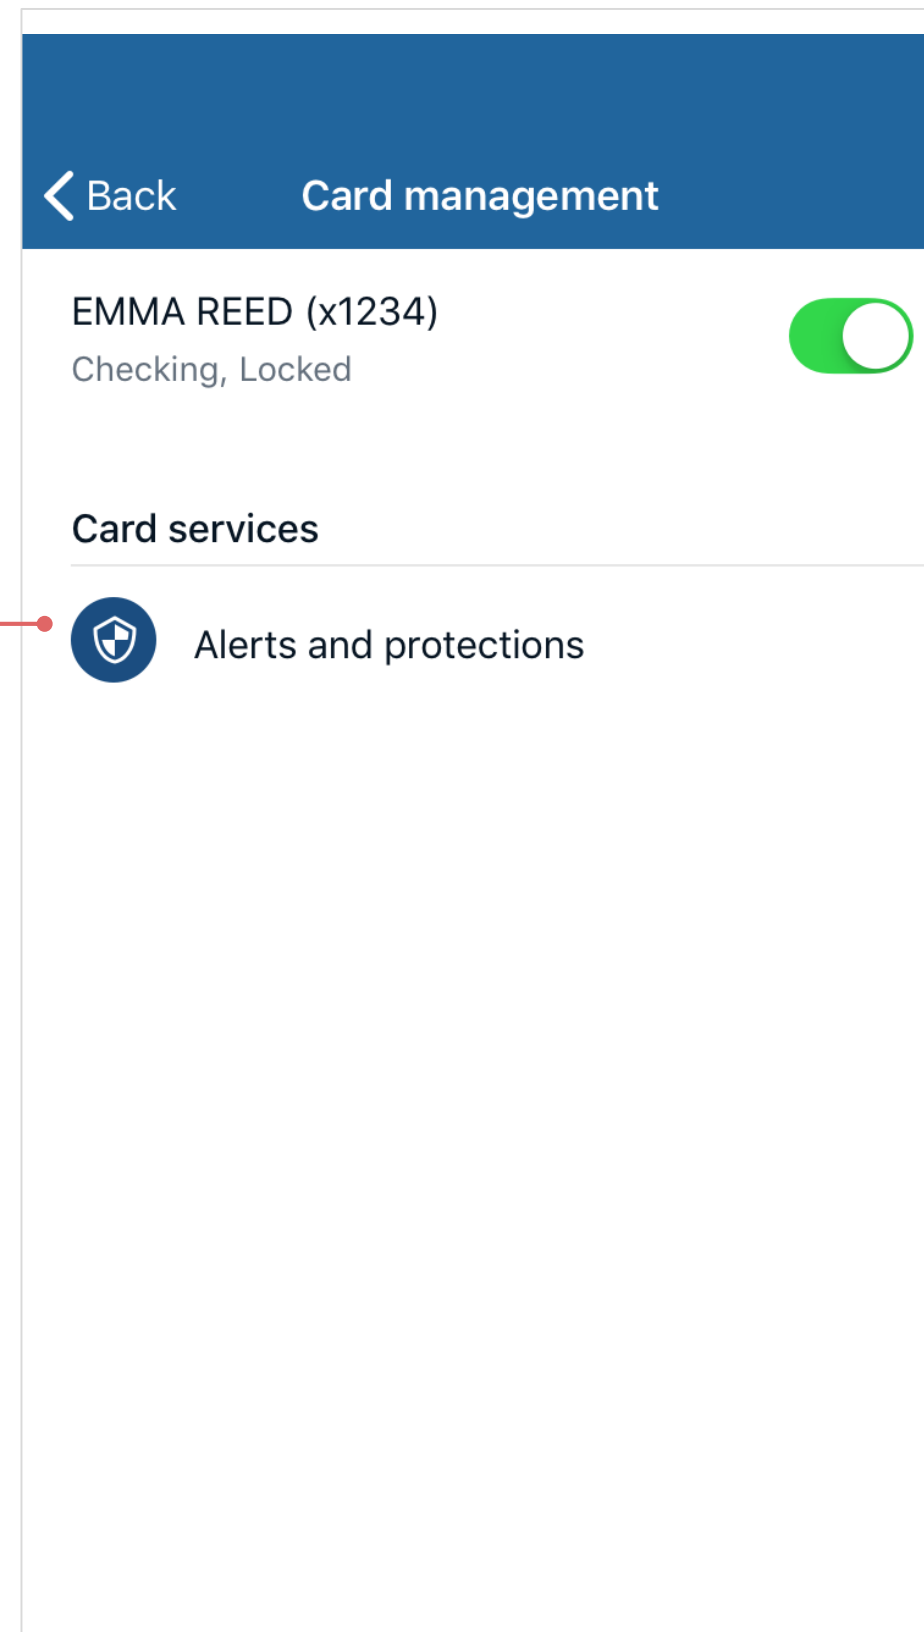 Back
Card management
EMMA REED (x1234)
Checking, Locked
Card services
Alerts and protections